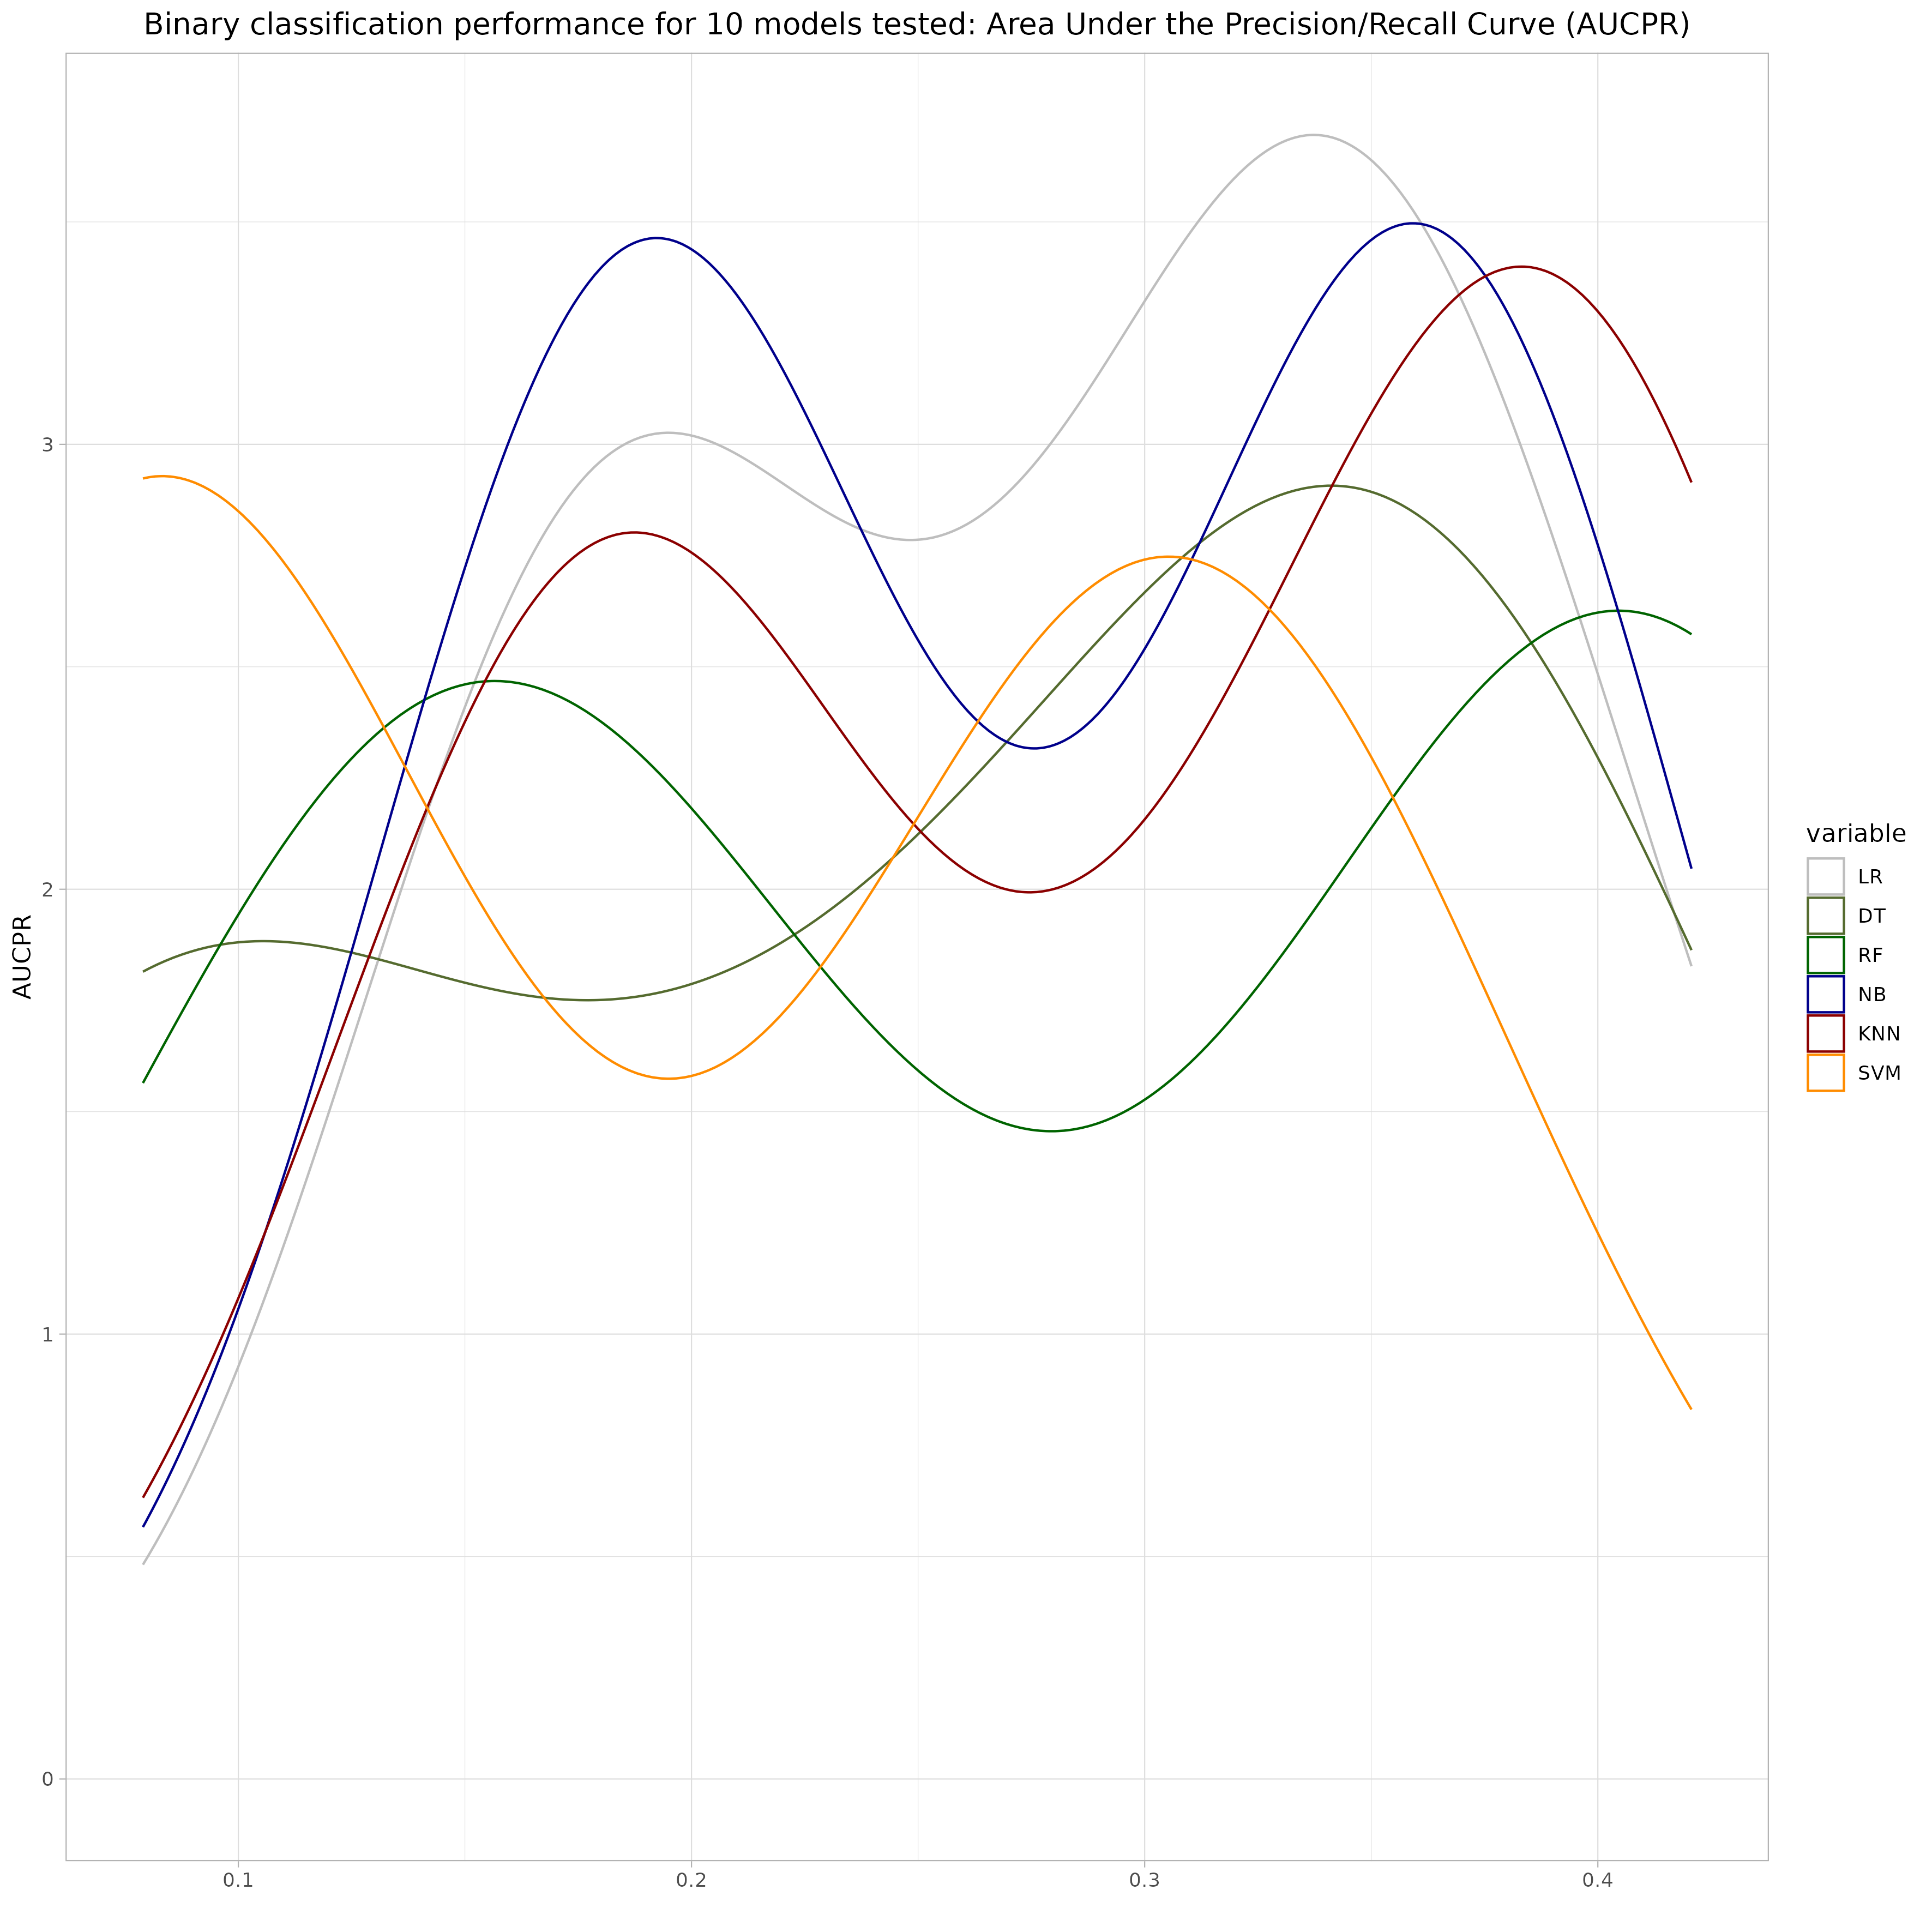 Binary classification performance for 10 models tested: Area Under the Precision/Recall Curve (AUCPR)
AUCPR
3
2
1
0
0.1
0.2
0.3
0.4
variable
LR
DT
RF
NB
KNN
SVM